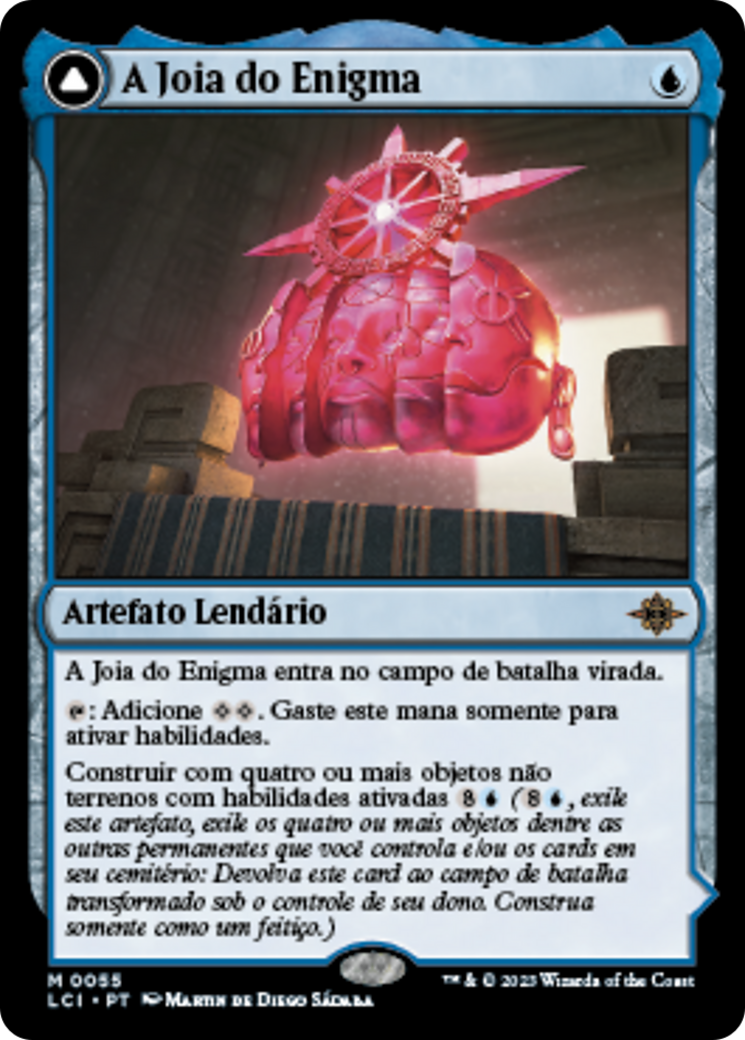 A Joia do Enigma
Artefato Lendário
A Joia do Enigma entra no campo de batalha virada.
: Adicione . Gaste este mana somente para
ativar habilidades.
Construir com quatro ou mais objetos não
terrenos com habilidades ativadas 8 (8 , exile
este artefato, exile os quatro ou mais objetos dentre as
outras permanentes que você controla e/ou os cards em
seu cemitério: Devolva este card ao campo de batalha
transformado sob o controle de seu dono. Construa
somente como um feitiço.)
M 0055
™ & © 2023 Wizards of the Coast
LCI • PT Martin de Diego Sádaba